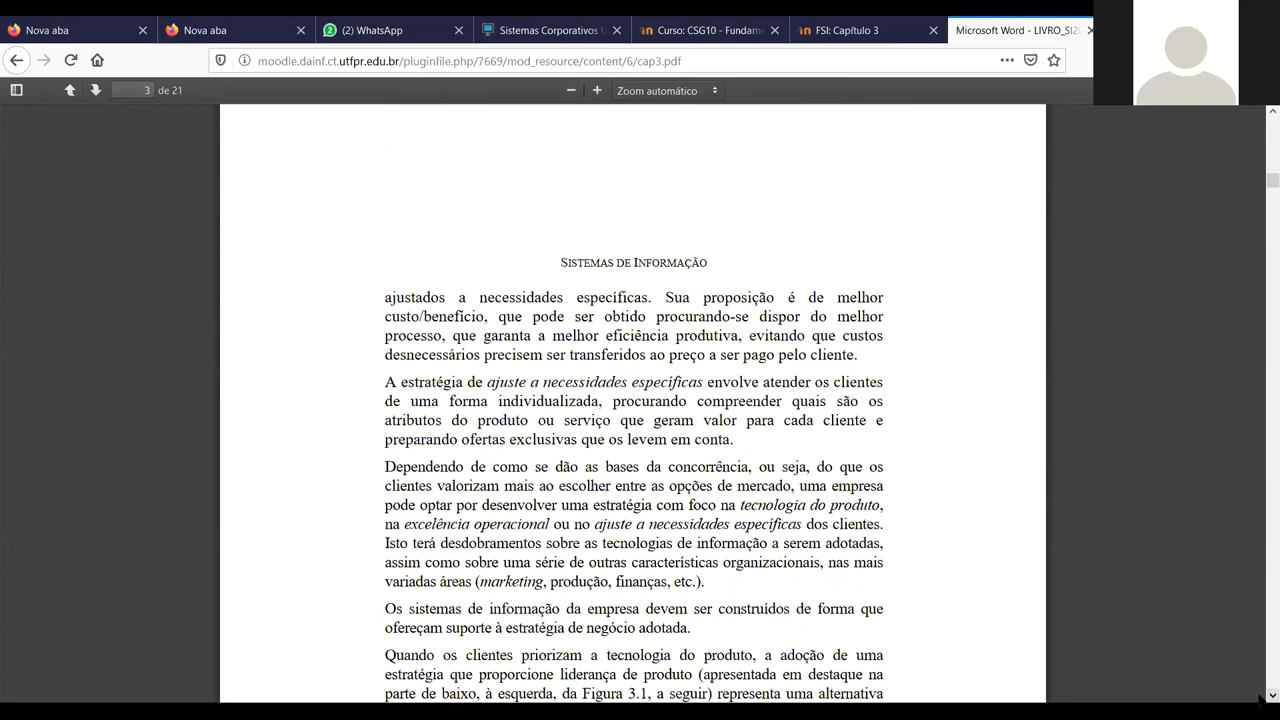 Nova aba
Nova aba
(2) WhatsApp
Sistemas Corporativos U
Curso: CSG10 - Fundame
FSI: Capítulo 3
Microsoft Word - LIVRO_SI20
moodle.dainf.ct.utfpr.edu.br/pluginfile.php/7669/mod_resource/content/6/cap3.pdf
3 de 21
Zoom automático
SISTEMAS DE INFORMAÇÃO
ajustados a necessidades específicas. Sua proposição é de melhor
custo/benefício, que pode ser obtido procurando-se dispor do melhor
processo, que garanta a melhor eficiência produtiva, evitando que custos
desnecessários precisem ser transferidos ao preço a ser pago pelo cliente.
A estratégia de ajuste a necessidades específicas envolve atender os clientes
de uma forma individualizada, procurando compreender quais são os
atributos do produto ou serviço que geram valor para cada cliente e
preparando ofertas exclusivas que os levem em conta.
Dependendo de como se dão as bases da concorrência, ou seja, do que os
clientes valorizam mais ao escolher entre as opções de mercado, uma empresa
pode optar por desenvolver uma estratégia com foco na tecnologia do produto,
na excelência operacional ou no ajuste a necessidades específicas dos clientes.
Isto terá desdobramentos sobre as tecnologias de informação a serem adotadas,
assim como sobre uma série de outras características organizacionais, nas mais
variadas áreas (marketing, produção, finanças, etc.).
Os sistemas de informação da empresa devem ser construídos de forma que
ofereçam suporte à estratégia de negócio adotada.
Quando os clientes priorizam a tecnologia do produto, a adoção de uma
estratégia que proporcione liderança de produto (apresentada em destaque na
parte de baixo, à esquerda, da Figura 3.1, a seguir) representa uma alternativa